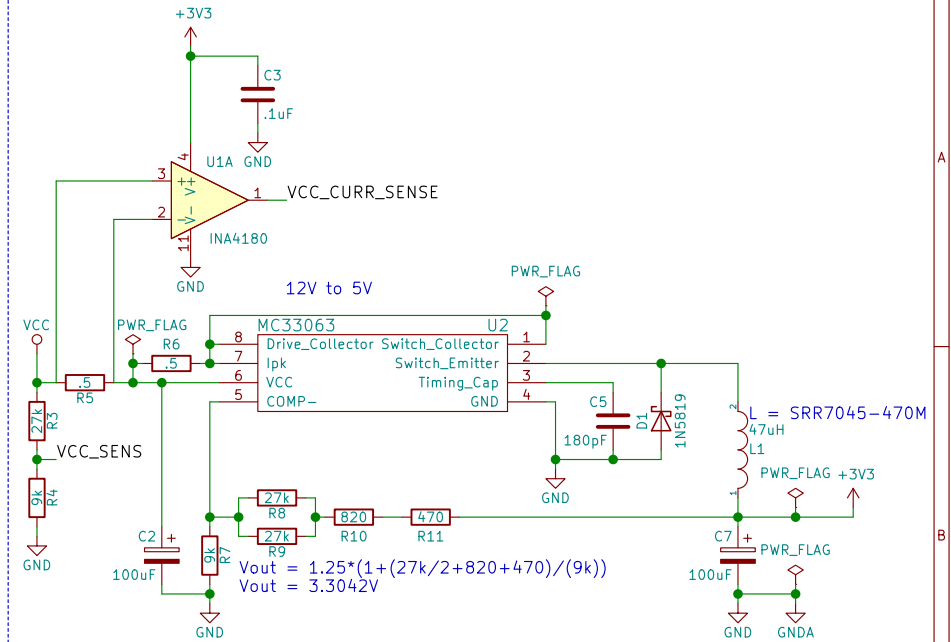 +3V3
C3
.1uF
GND
4
U1A
3
+
V+
1
VCC_CURR_SENSE
2
-
V-
11
INA4180
GND
A
PWR_FLAG
12V to 5V
VCC
PWR_FLAG
MC33063
U2
R6
.5
8
Drive_Collector
Switch_Collector
1
7
Ipk
Switch_Emitter
2
6
VCC
Timing_Cap
3
5
COMP-
GND
4
.5
R5
27k
R3
VCC_SENS
9k
R4
GND
C5
180pF
D1
1N5819
GND
2
L = SRR7045-470M
47uH
L1
1
PWR_FLAG
+3V3
27k
R8
27k
R9
820
R10
470
R11
C2
+
100uF
9k
R7
GND
Vout = 1.25*(1+(27k/2+820+470)/(9k))
Vout = 3.3042V
C7
+
100uF
PWR_FLAG
GND
GNDA
B